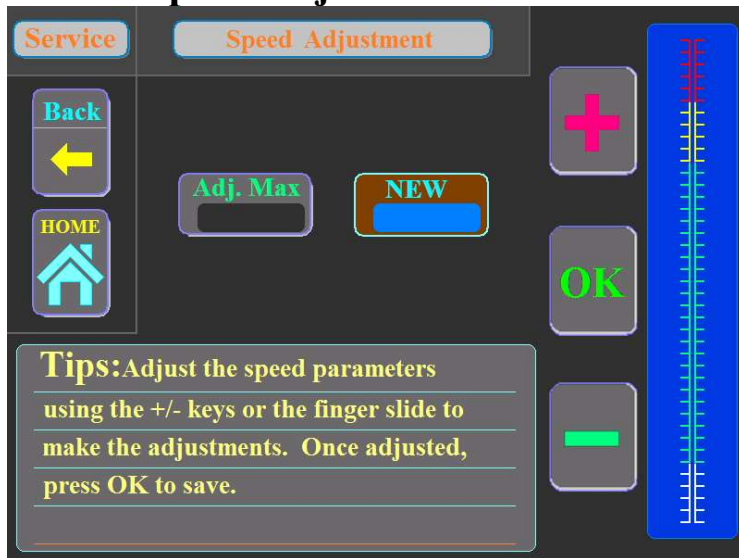 Service
Speed Adjustment
Back
HOME
Adj. Max
NEW
+
OK
-
Tips:Adjust the speed parameters
using the +/- keys or the finger slide to
make the adjustments. Once adjusted,
press OK to save.